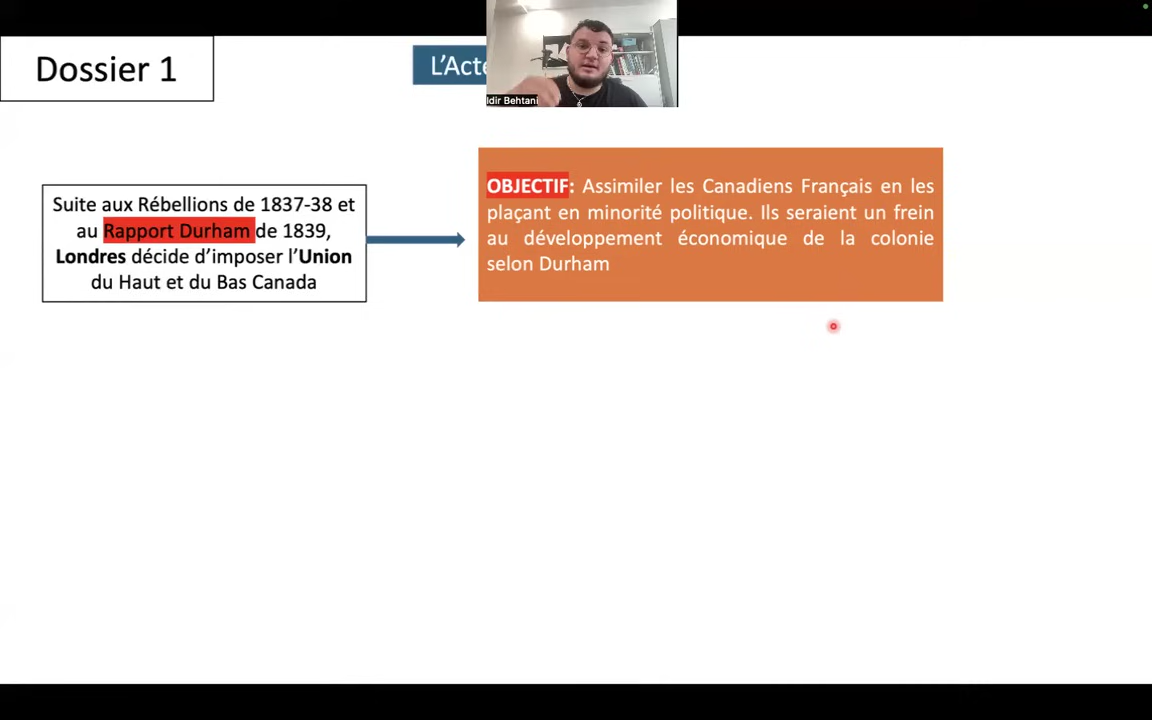 Dossier 1
L'Acte
Idir Behtani
Suite aux Rébellions de 1837-38 et
au Rapport Durham de 1839,
Londres décide d'imposer l'Union
du Haut et du Bas Canada
OBJECTIF: Assimiler les Canadiens Français en les
plaçant en minorité politique. Ils seraient un frein
au développement économique de la colonie
selon Durham